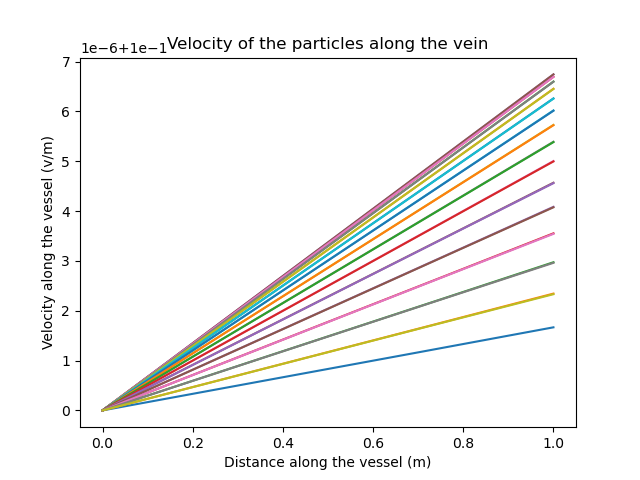 Velocity of the particles along the vein
1e−6+1e−1
7
6
5
4
3
2
1
0
Velocity along the vessel (v/m)
0.0 0.2 0.4 0.6 0.8 1.0
Distance along the vessel (m)